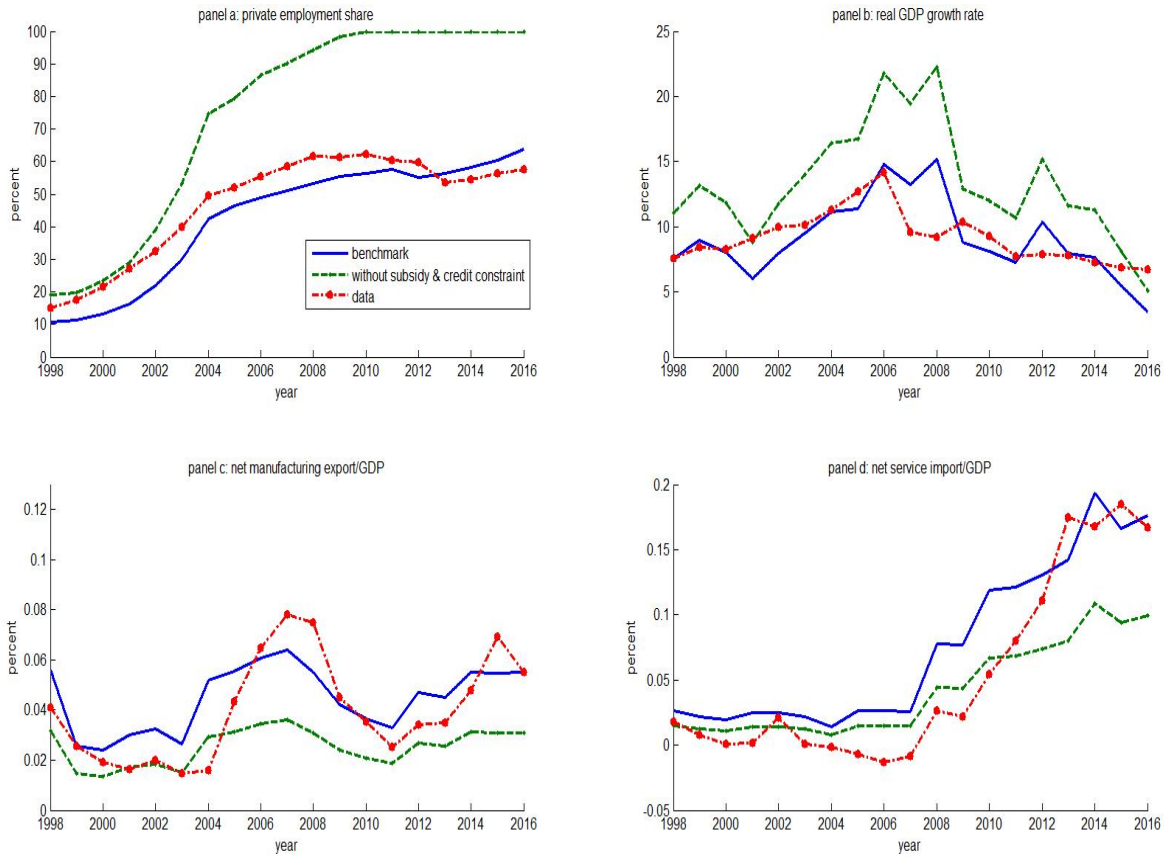 panel a: private employment share
100
90
80
70
60
50
40
30
20
10
0
percent
1998 2000 2002 2004 2006 2008 2010 2012 2014 2016
year
benchmark
without subsidy & credit constraint
data
panel b: real GDP growth rate
25
20
15
10
5
0
percent
1998 2000 2002 2004 2006 2008 2010 2012 2014 2016
year
panel c: net manufacturing export/GDP
0.12
0.1
0.08
0.06
0.04
0.02
0
percent
1998 2000 2002 2004 2006 2008 2010 2012 2014 2016
year
panel d: net service import/GDP
0.2
0.15
0.1
0.05
0
-0.05
percent
1998 2000 2002 2004 2006 2008 2010 2012 2014 2016
year